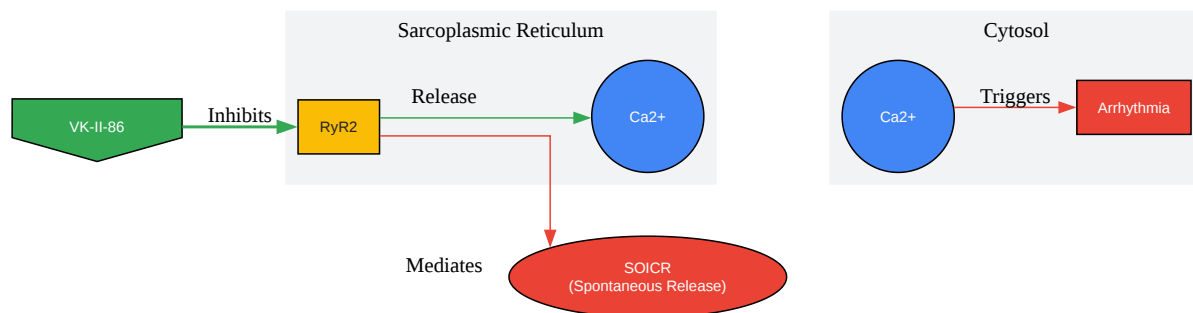 Sarcoplasmic Reticulum
Cytosol
VK-II-86
Inhibits
RyR2
Release
Ca2+
Ca2+
Triggers
Arrhythmia
Mediates
SOICR
(Spontaneous Release)